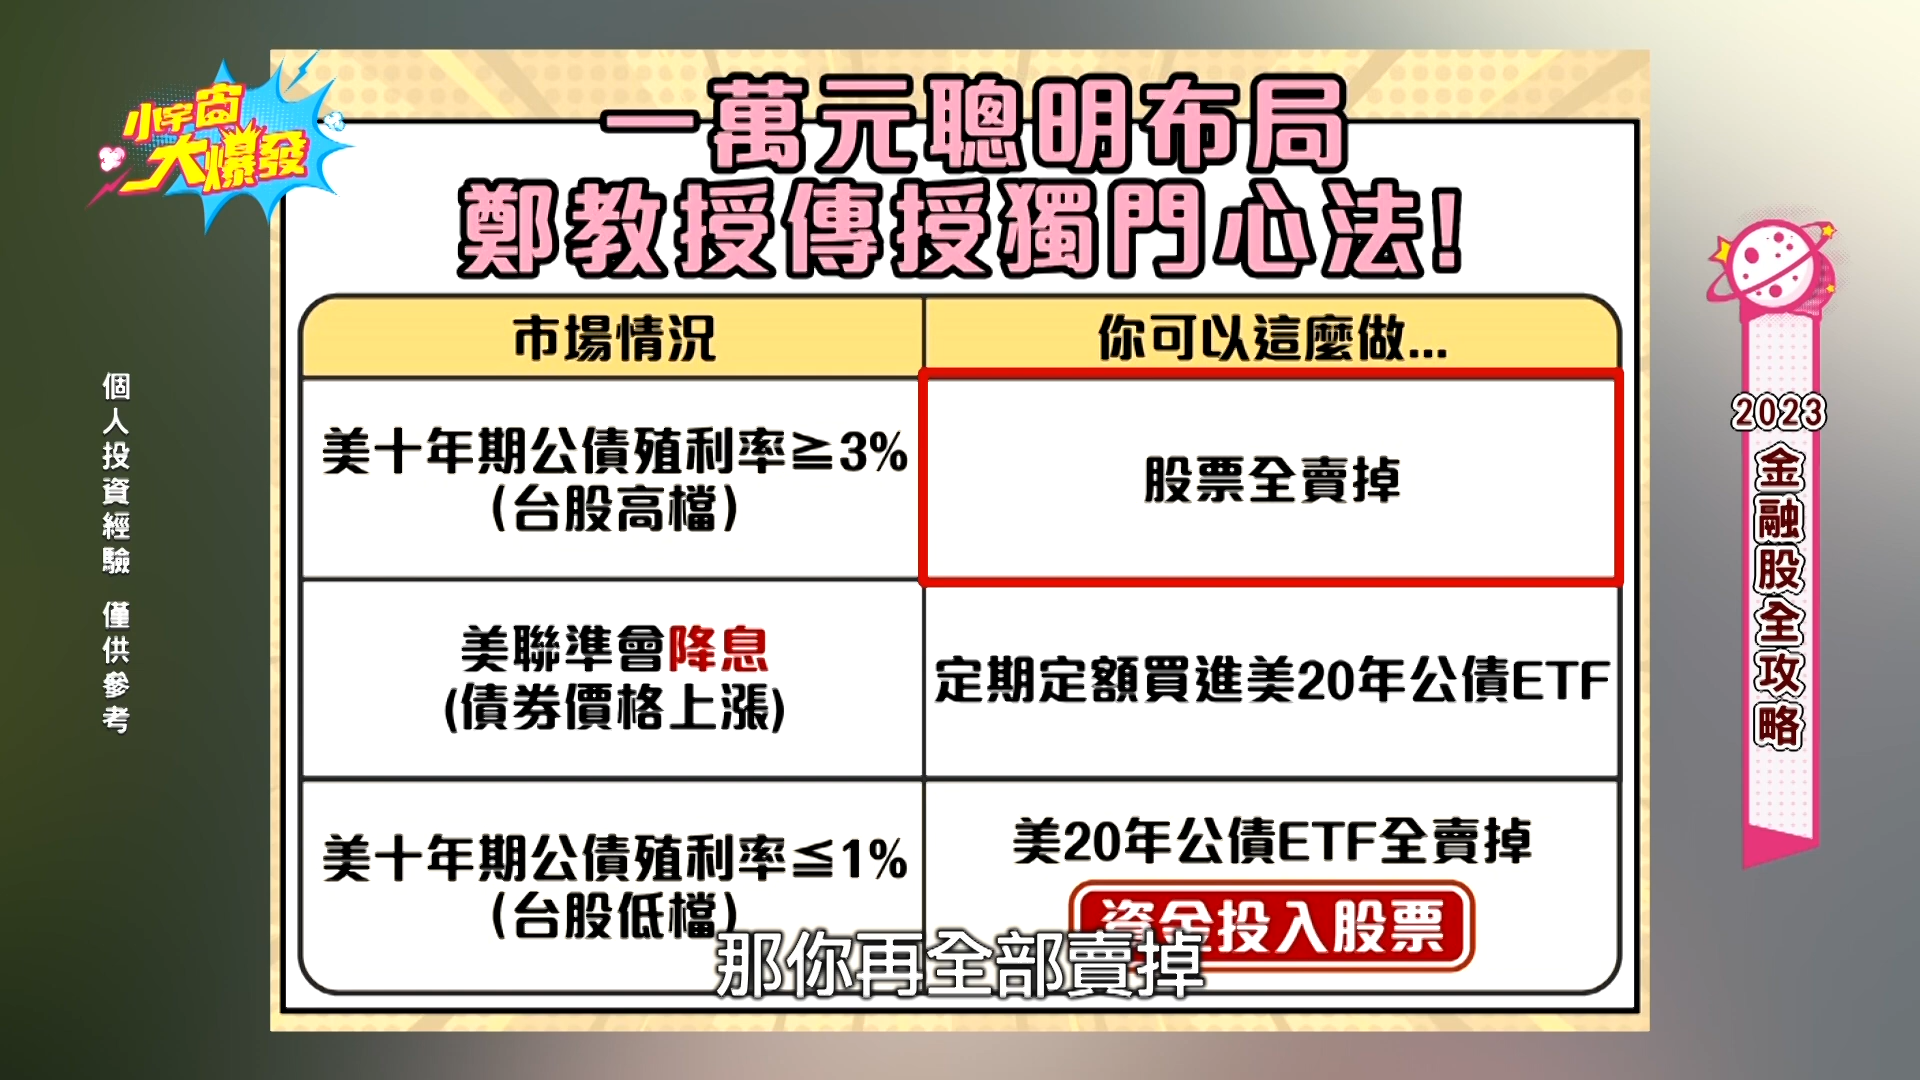 小宇宙
大爆發
一萬元聰明布局
鄭教授傳授獨門心法!
市場情況
你可以這麼做...
美十年期公債殖利率≧3%
(台股高檔)
股票全賣掉
美聯準會降息
(債券價格上漲)
定期定額買進美20年公債ETF
美十年期公債殖利率≦1%
(台股低檔)
美20年公債ETF全賣掉
資金投入股票
那你再全部賣掉
個人投資經驗 僅供參考
2023
金融股全攻略